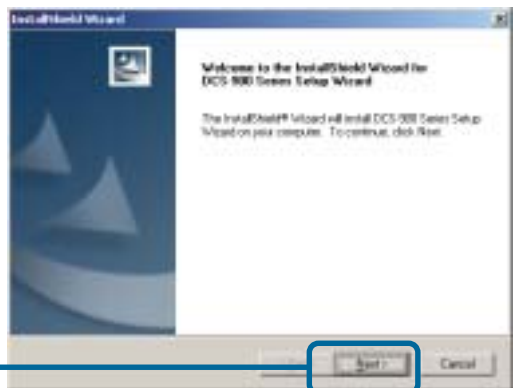 InstallShield Wizard
Welcome to the InstallShield Wizard for
DCS-900 Series Setup Wizard
The InstallShield® Wizard will install DCS-900 Series Setup
Wizard on your computer. To continue, click Next.
Next >
Cancel